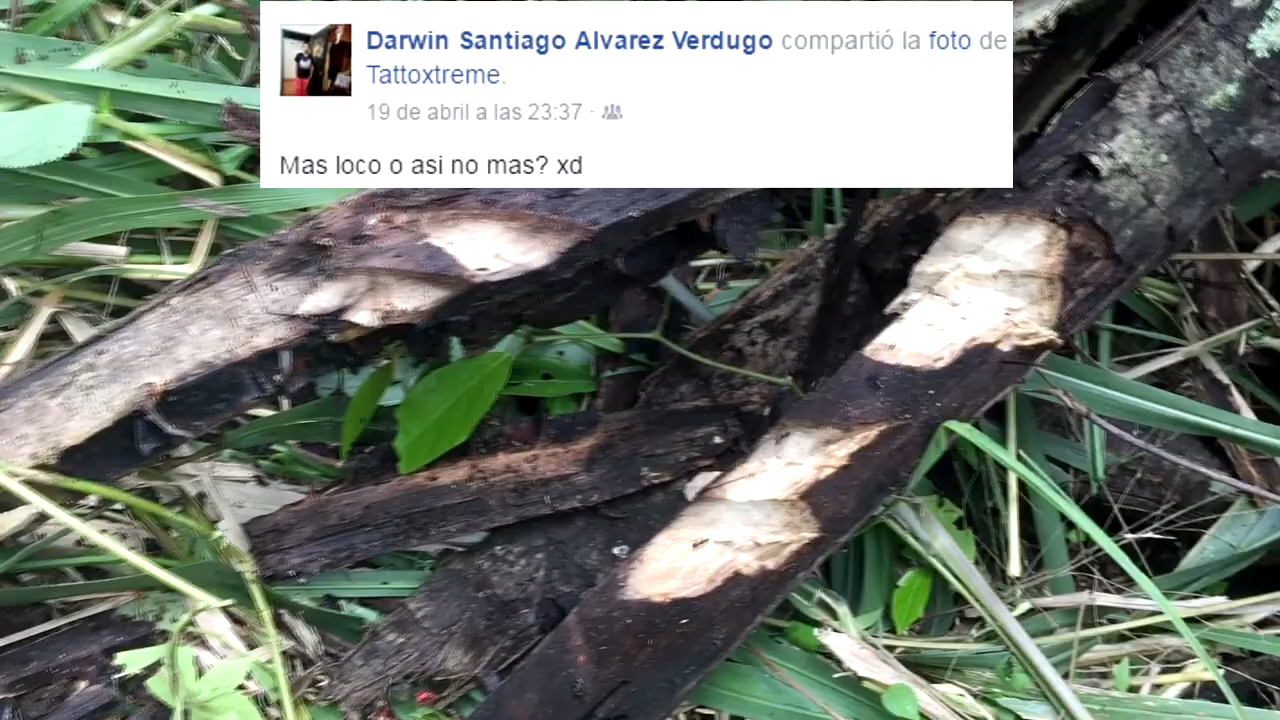 Darwin Santiago Alvarez Verdugo compartió la foto de
Tattoxtreme.
19 de abril a las 23:37 ·
Mas loco o asi no mas? xd